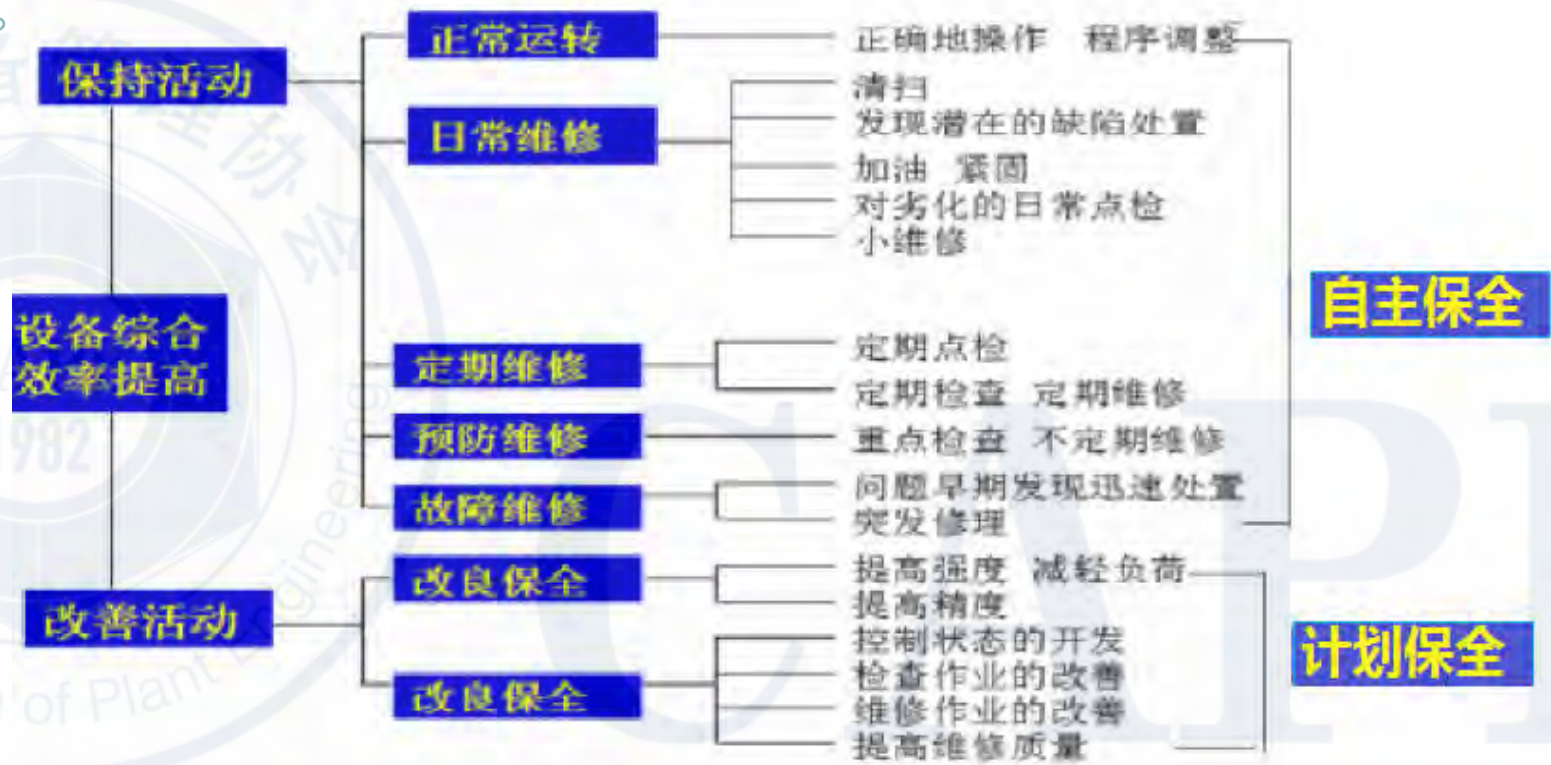 保持活动
正常运转
正确地操作 程序调整
日常维修
清扫
发现潜在的缺陷处置
加油 紧固
对劣化的日常点检
小维修
自主保全
设备综合
效率提高
定期维修
定期点检
定期检查 定期维修
预防维修
重点检查 不定期维修
故障维修
问题早期发现迅速处置
突发修理
改善活动
改良保全
提高强度 减轻负荷
提高精度
计划保全
改良保全
控制状态的开发
检查作业的改善
维修作业的改善
提高维修质量
管理协会
1982
of Plant Engineering